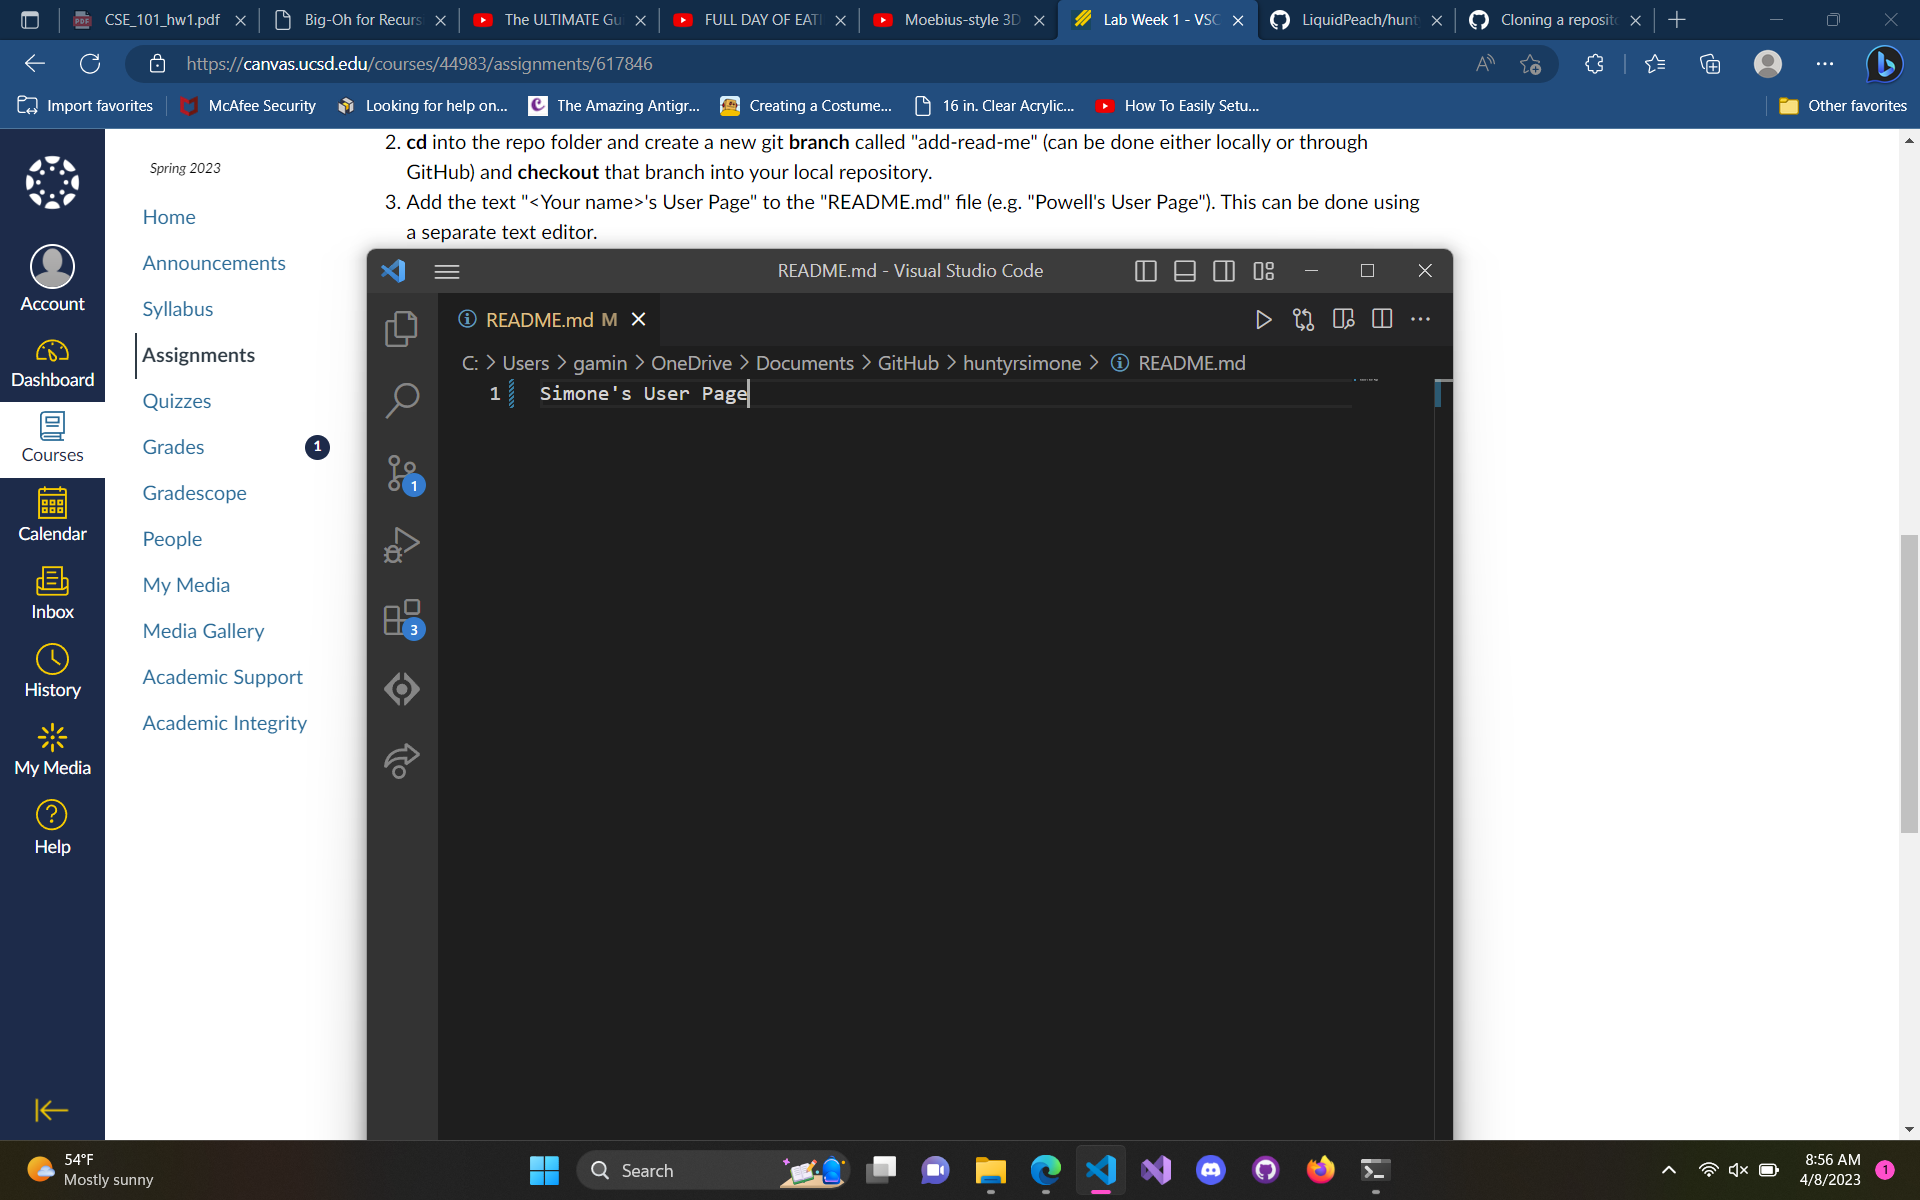 CSE_101_hw1.pdf
Big-Oh for Recurs
The ULTIMATE Gu
FULL DAY OF EATI
Moebius-style 3D
Lab Week 1 - VSC
LiquidPeach/hunt
Cloning a reposito
https://canvas.ucsd.edu/courses/44983/assignments/617846
Import favorites
McAfee Security
Looking for help on...
The Amazing Antigr...
Creating a Costume...
16 in. Clear Acrylic...
How To Easily Setu...
Other favorites
Account
Dashboard
Courses
Calendar
Inbox
History
My Media
Help
Spring 2023
Home
Announcements
Syllabus
Assignments
Quizzes
Grades 1
Gradescope
People
My Media
Media Gallery
Academic Support
Academic Integrity
2. cd into the repo folder and create a new git branch called "add-read-me" (can be done either locally or through
GitHub) and checkout that branch into your local repository.
3. Add the text "<Your name>'s User Page" to the "README.md" file (e.g. "Powell's User Page"). This can be done using
a separate text editor.
README.md - Visual Studio Code
README.md M
C: > Users > gamin > OneDrive > Documents > GitHub > huntyrsimone > README.md
1 Simone's User Page
1
3
54°F
Mostly sunny
Search
8:56 AM
4/8/2023
1